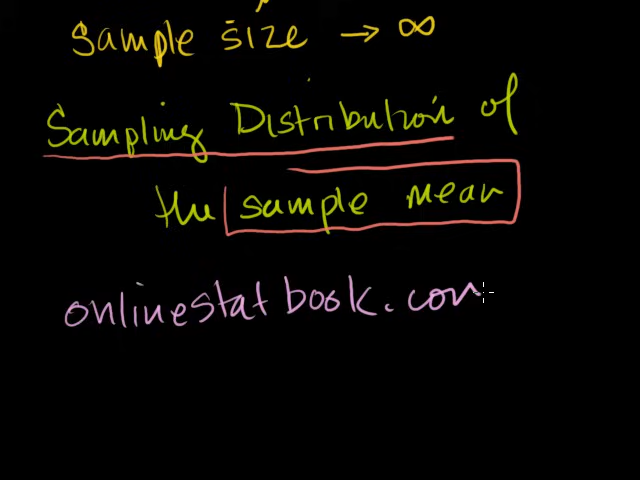 sample size → ∞
Sampling Distribution of
the sample mean
onlinestatbook.com